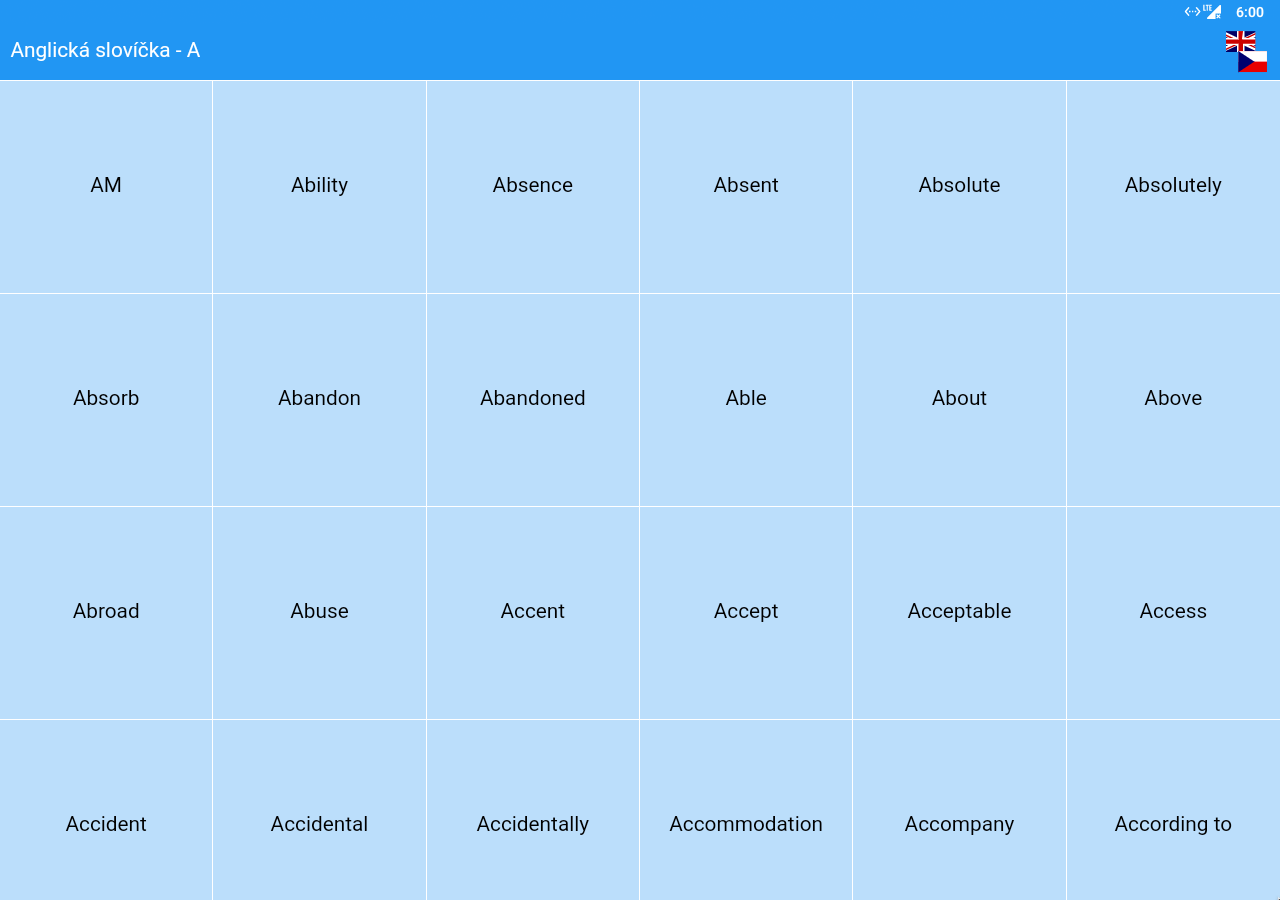 LTE 6:00
Anglická slovíčka - A
AM Ability Absence Absent Absolute Absolutely
Absorb Abandon Abandoned Able About Above
Abroad Abuse Accent Accept Acceptable Access
Accident Accidental Accidentally Accommodation Accompany According to